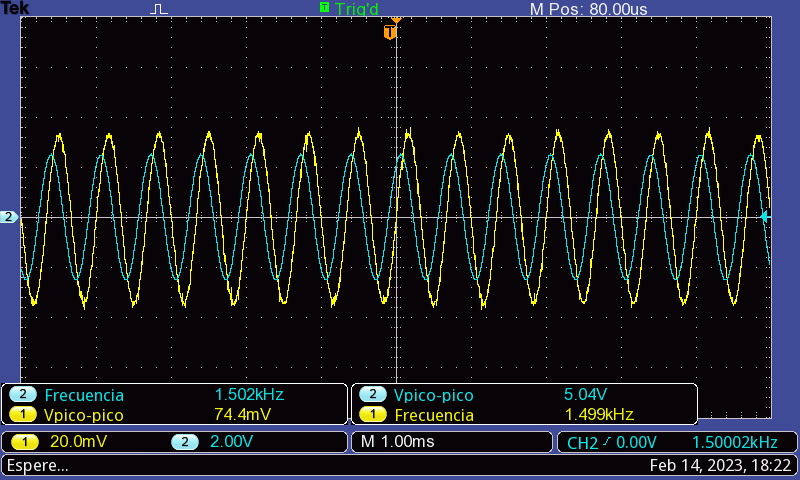 Tek T Trig'd M Pos: 80.00us
T
2
2 Frecuencia 1.502kHz 2 Vpico-pico 5.04V
1 Vpico-pico 74.4mV 1 Frecuencia 1.499kHz
1 20.0mV 2 2.00V M 1.00ms CH2 0.00V 1.50002kHz
Espere... Feb 14, 2023, 18:22